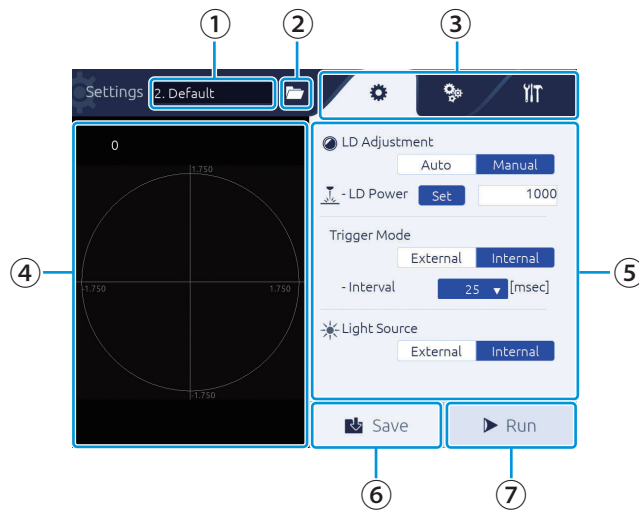 ① ② ③
Settings 2. Default
0
1.750
-1.750 1.750
-1.750
LD Adjustment
Auto Manual
- LD Power Set 1000
Trigger Mode
External Internal
- Interval 25 ▼ [msec]
Light Source
External Internal
④ ⑤
Save Run
⑥ ⑦